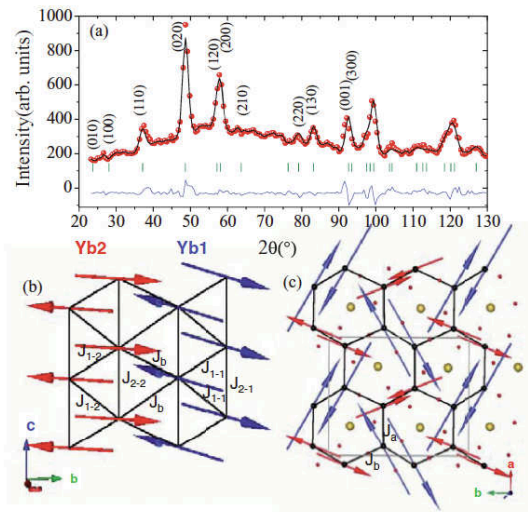 (a)
Intensity(arb. units)
1000
800
600
400
200
0
(010)
(100)
(110)
(020)
(120)
(200)
(210)
(220)
(130)
(001)
(300)
20 30 40 50 60 70 80 90 100 110 120 130
2θ(°)
Yb2 Yb1
(b)
J1-2
J1-2
J2-2
Jb
Jb
J1-1
J1-1
J2-1
c
b
(c)
Ja
Jb
a
b